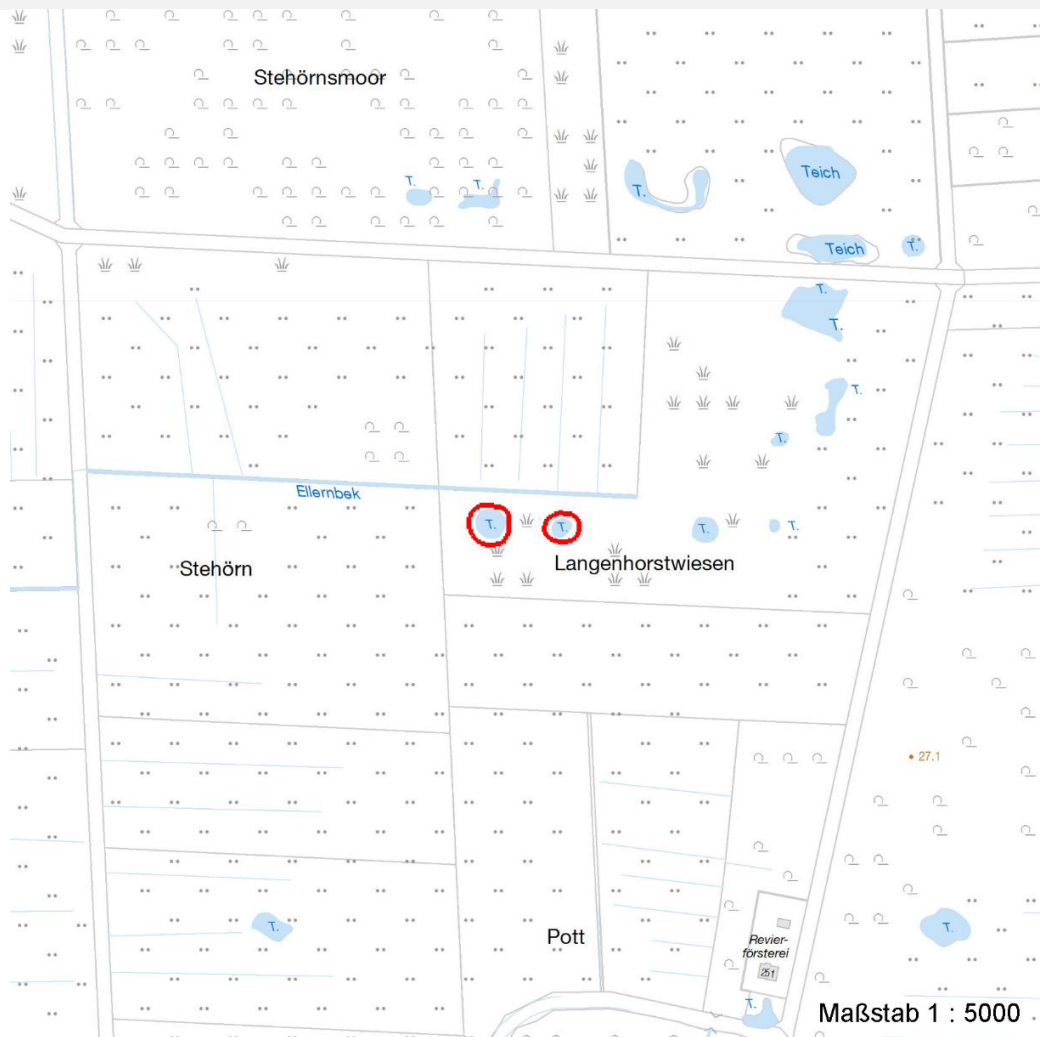 Stehörnsmoor
Teich
T.
T.
T.
Teich
T.
T.
T.
T.
T.
Ellernbek
T.
T.
T.
T.
Langenhorstwiesen
Stehörn
27.1
T.
T.
Pott
Revier-
försterei
251
T.
Maßstab 1 : 5000